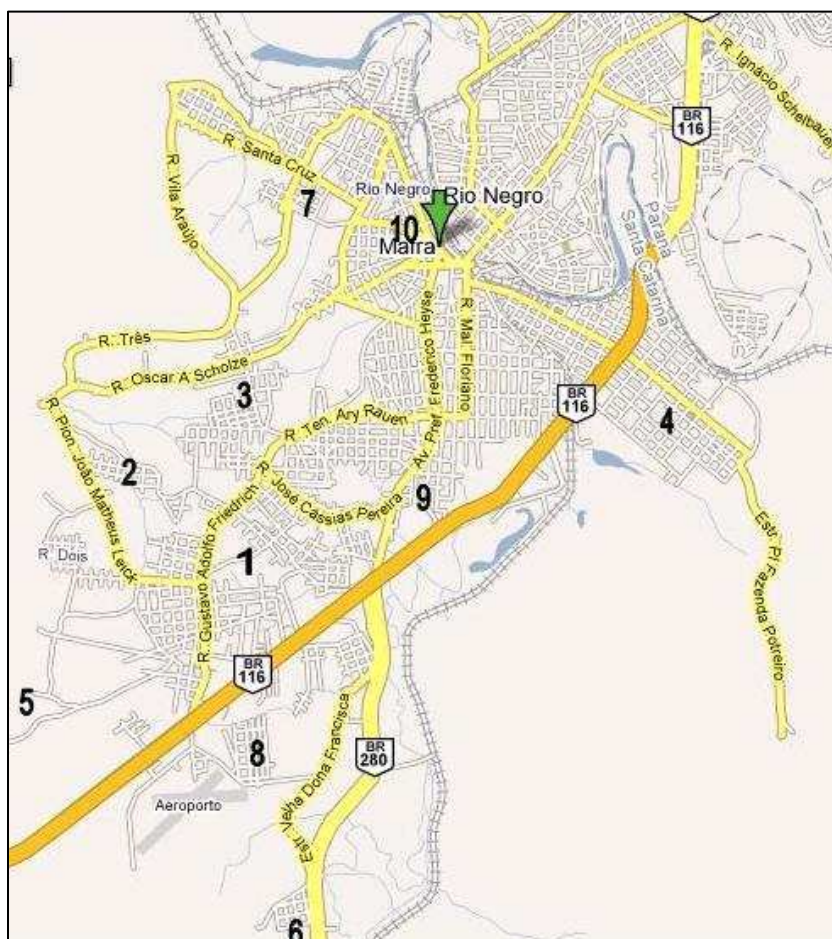 BR
116
R. Ignácio Scheibauer
R. Santa Cruz
R. Vila Araújo
7
Rio Negro
Rio Negro
10
Mafra
Paraná
Santa Catarina
R. Três
R. Oscar A Scholze
Av. Pref. Frederico Heyse
R. Mal. Floriano
3
BR
116
4
R. Ten. Ary Rauen
R. Pion. João Matheus Leick
2
R. José Cássias Pereira
9
R. Dois
R. Gustavo Adolfo Friedrich
1
Estr. Pl Fazenda Potreiro
BR
116
5
8
Estr. Velha Dona Francisca
BR
280
Aeroporto
6